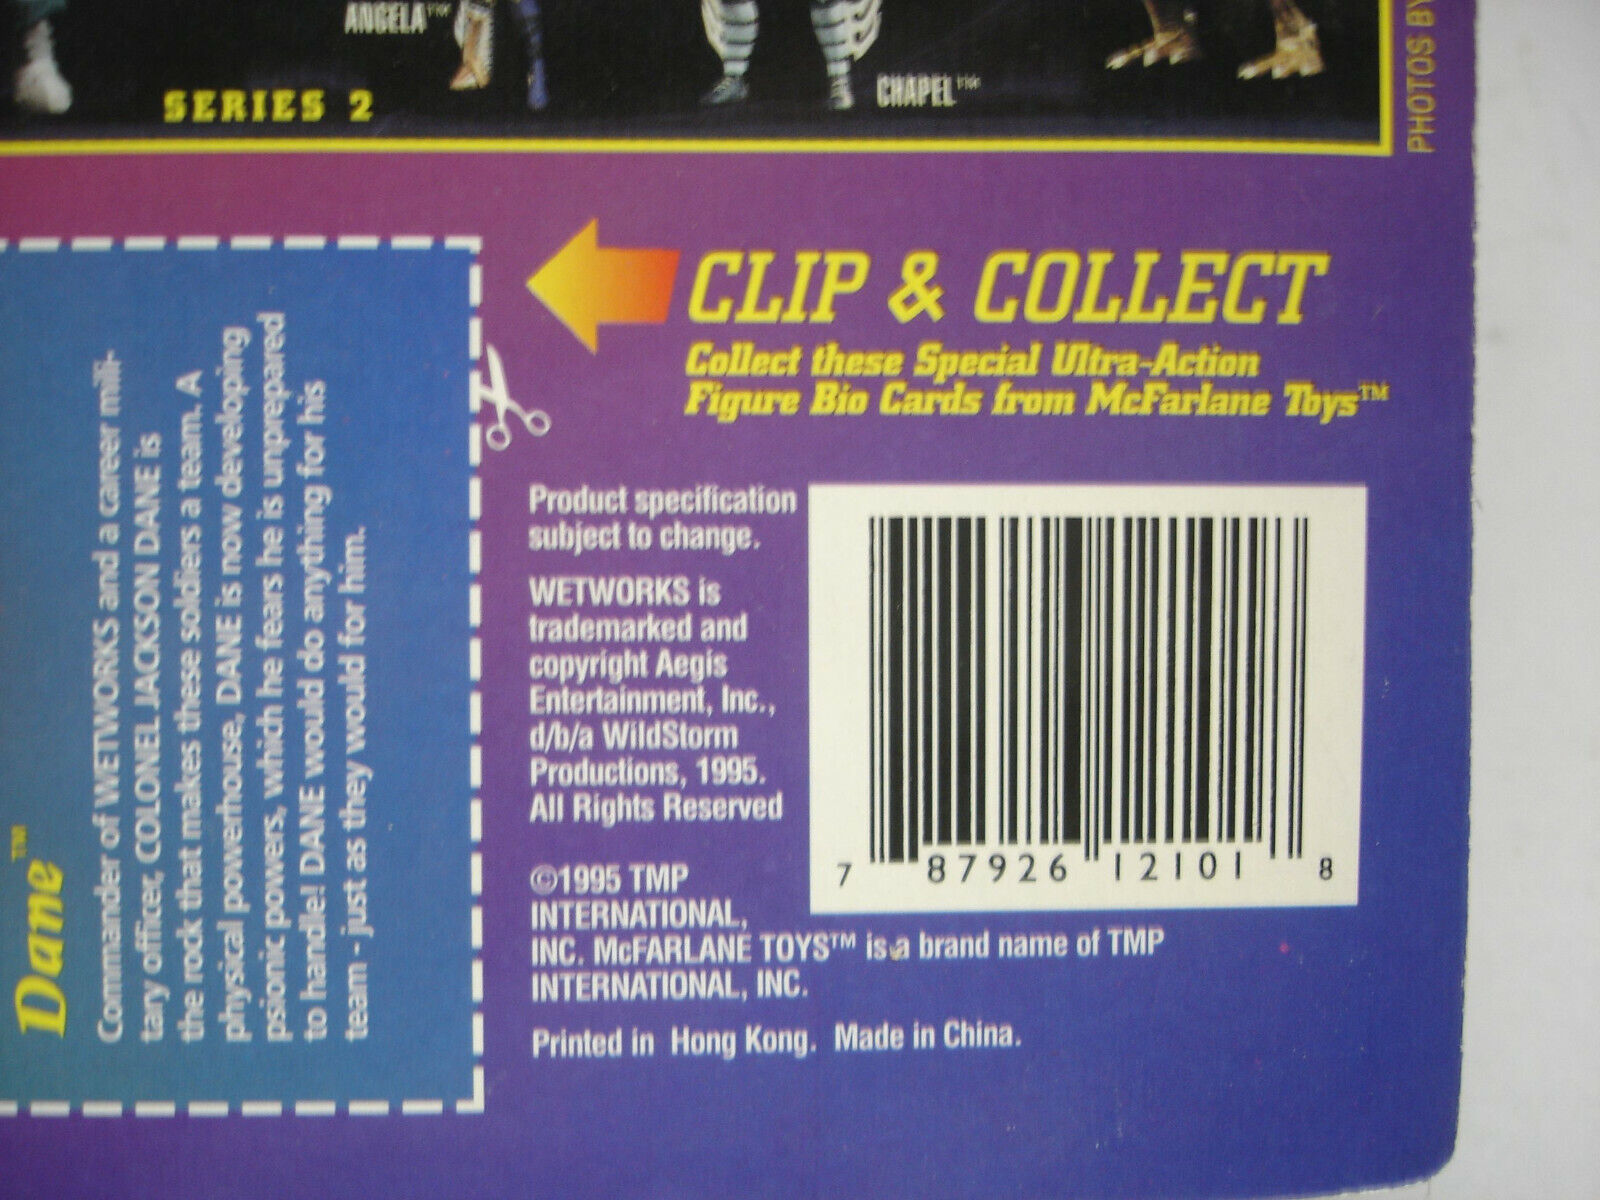 ANGELA™
SERIES 2
CHAPEL™
PHOTOS BY
Dane™
Commander of WETWORKS and a career mili-
tary officer, COLONEL JACKSON DANE is
the rock that makes these soldiers a team. A
physical powerhouse, DANE is now developing
psionic powers, which he fears he is unprepared
to handle! DANE would do anything for his
team - just as they would for him.
CLIP & COLLECT
Collect these Special Ultra-Action
Figure Bio Cards from McFarlane Toys™
Product specification
subject to change.
WETWORKS is
trademarked and
copyright Aegis
Entertainment, Inc.,
d/b/a WildStorm
Productions, 1995.
All Rights Reserved
©1995 TMP
INTERNATIONAL,
INC. McFARLANE TOYS™ is a brand name of TMP
INTERNATIONAL, INC.
Printed in Hong Kong. Made in China.
7 87926 12101 8